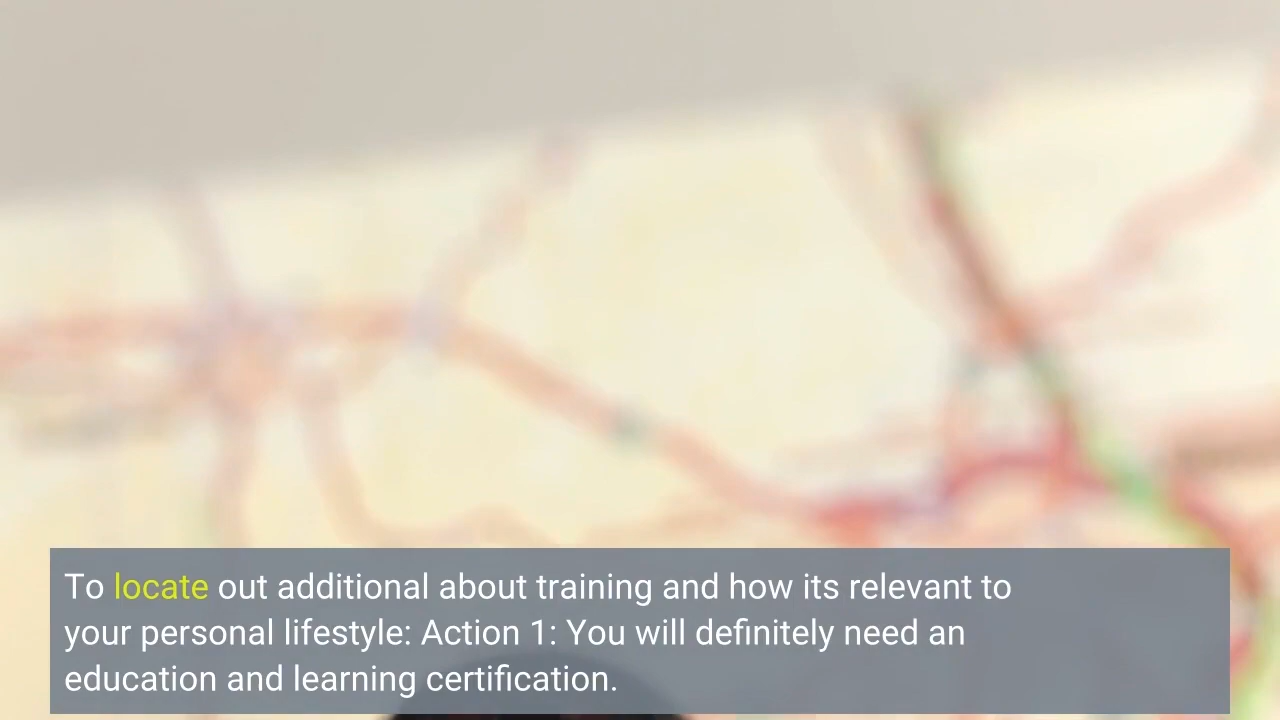 To locate out additional about training and how its relevant to
your personal lifestyle: Action 1: You will definitely need an
education and learning certification.